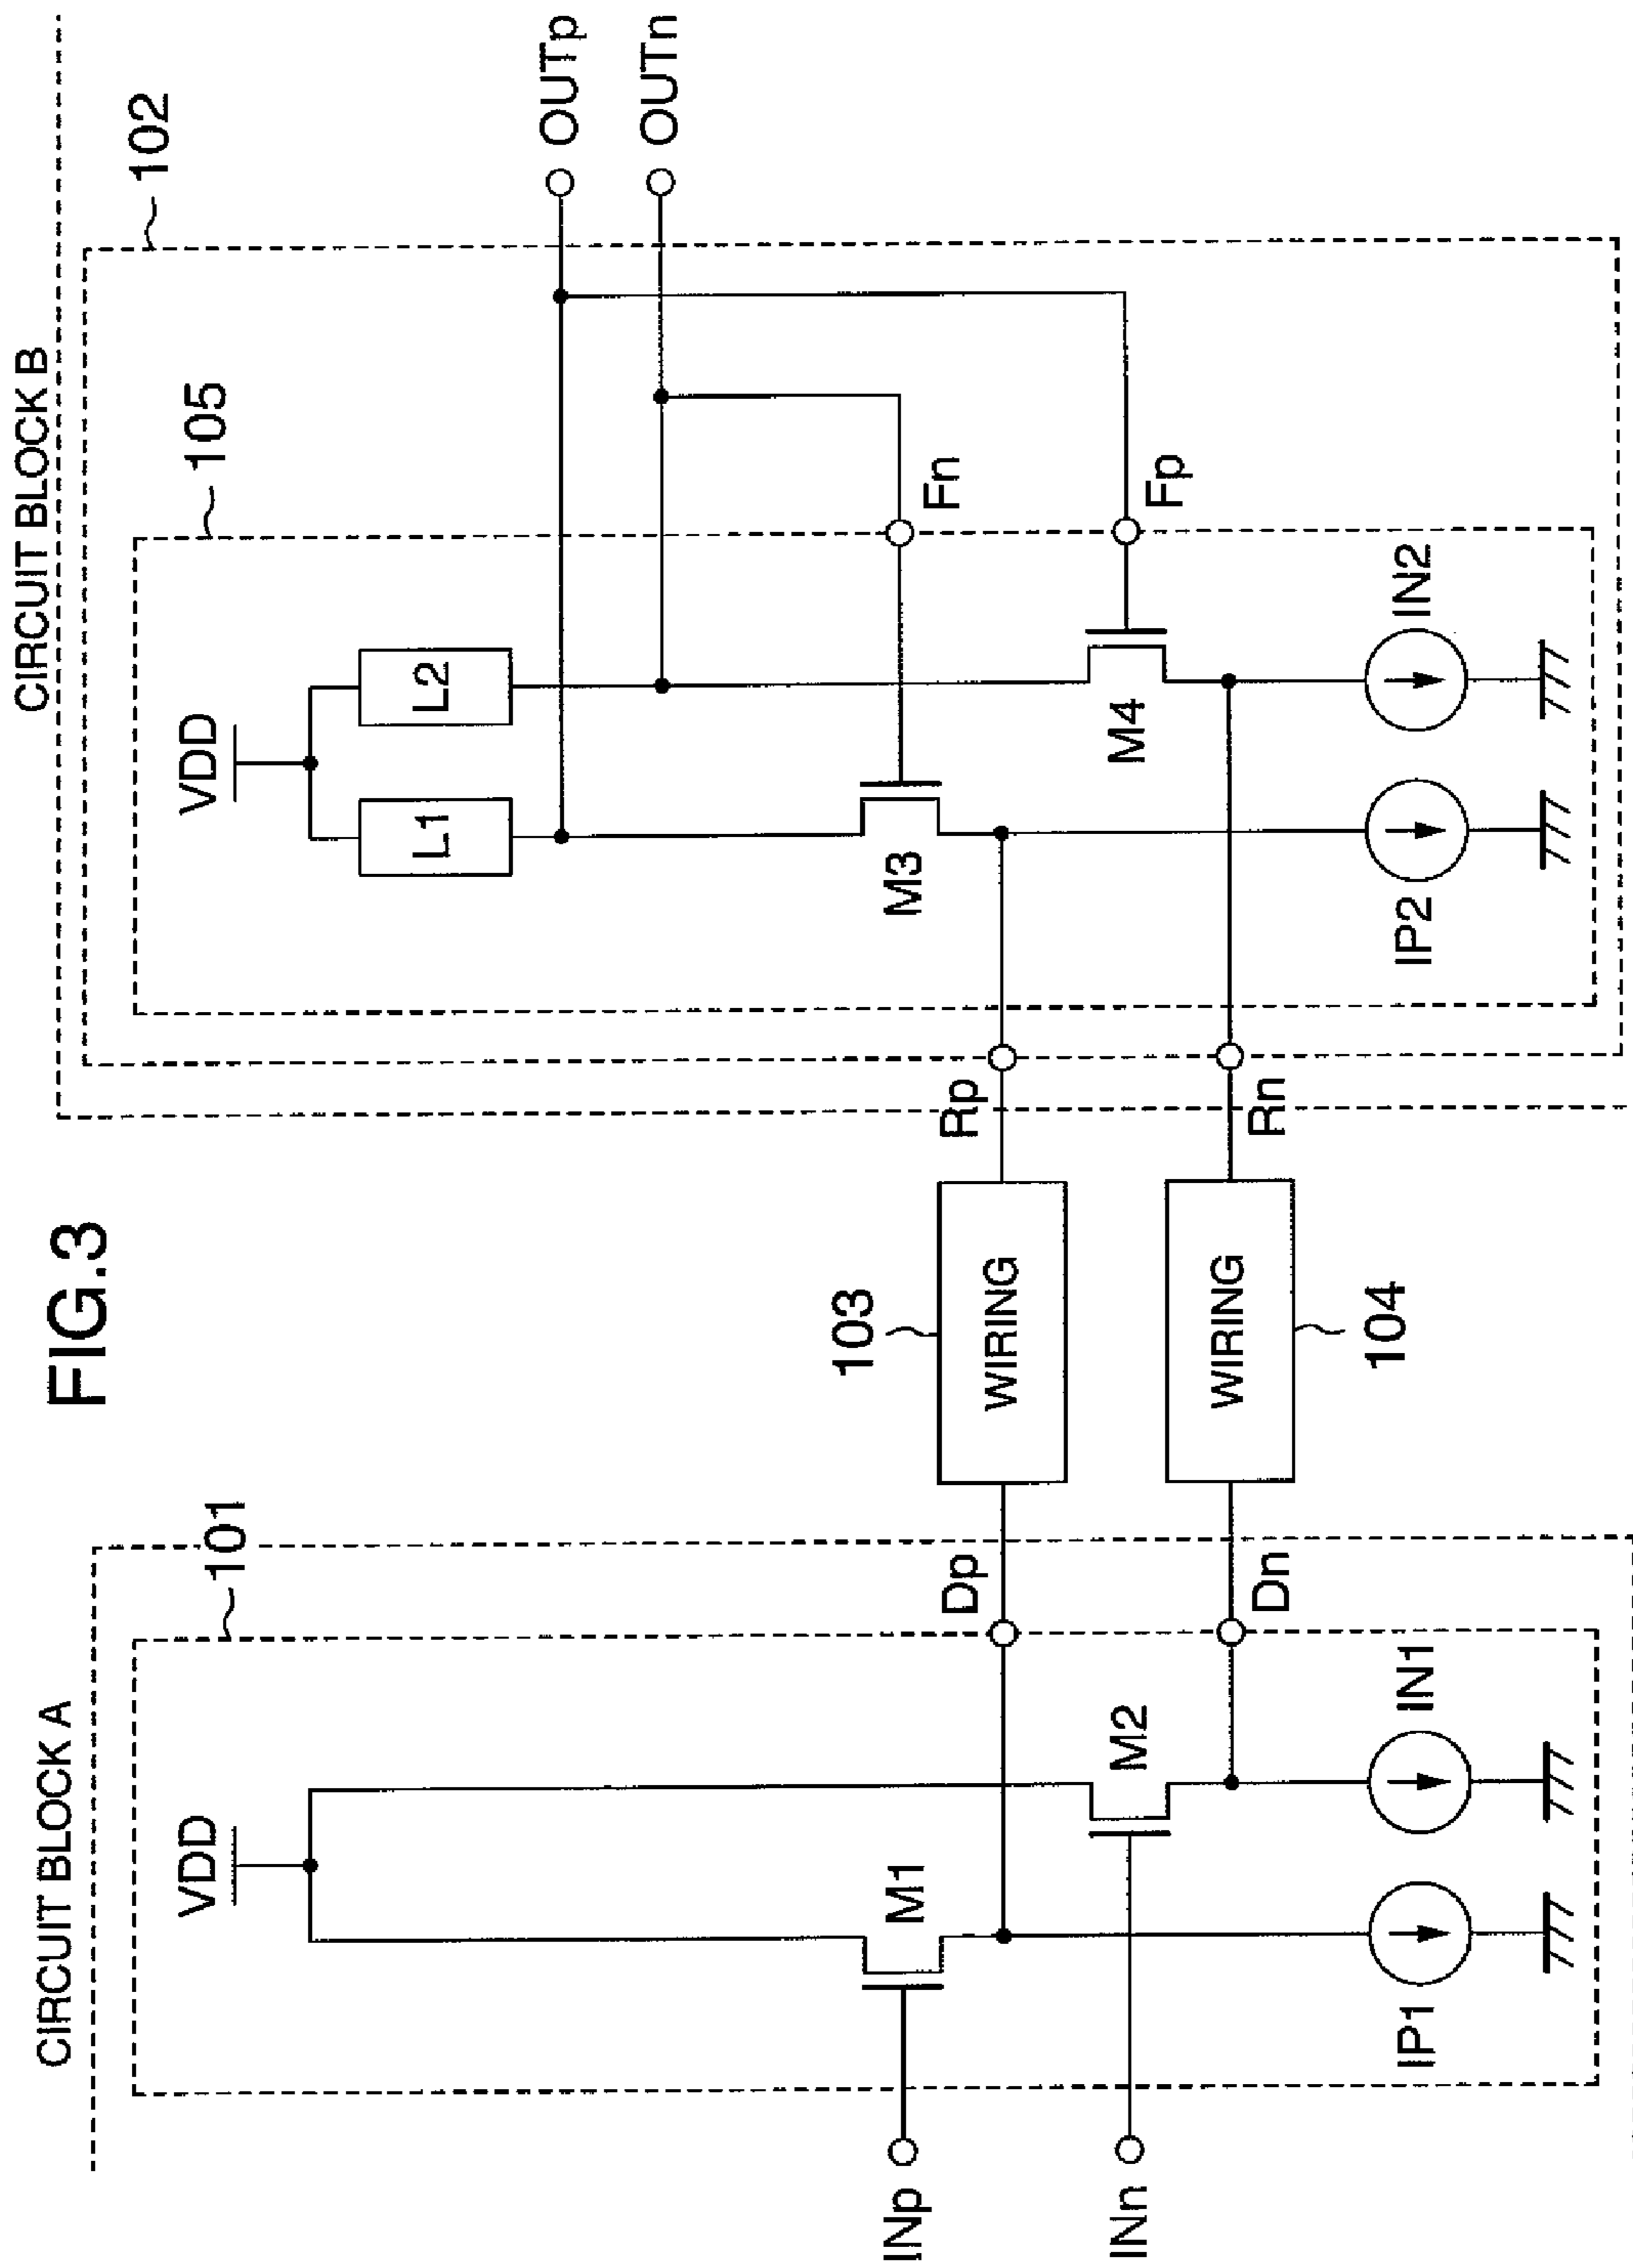 FIG.3
CIRCUIT BLOCK A
101
VDD
M1
M2
INp
INn
Dp
Dn
IP1
IN1
103
WIRING
WIRING
104
CIRCUIT BLOCK B
102
105
VDD
L1
L2
OUTp
OUTn
M3
M4
Fn
Fp
Rp
Rn
IP2
IN2